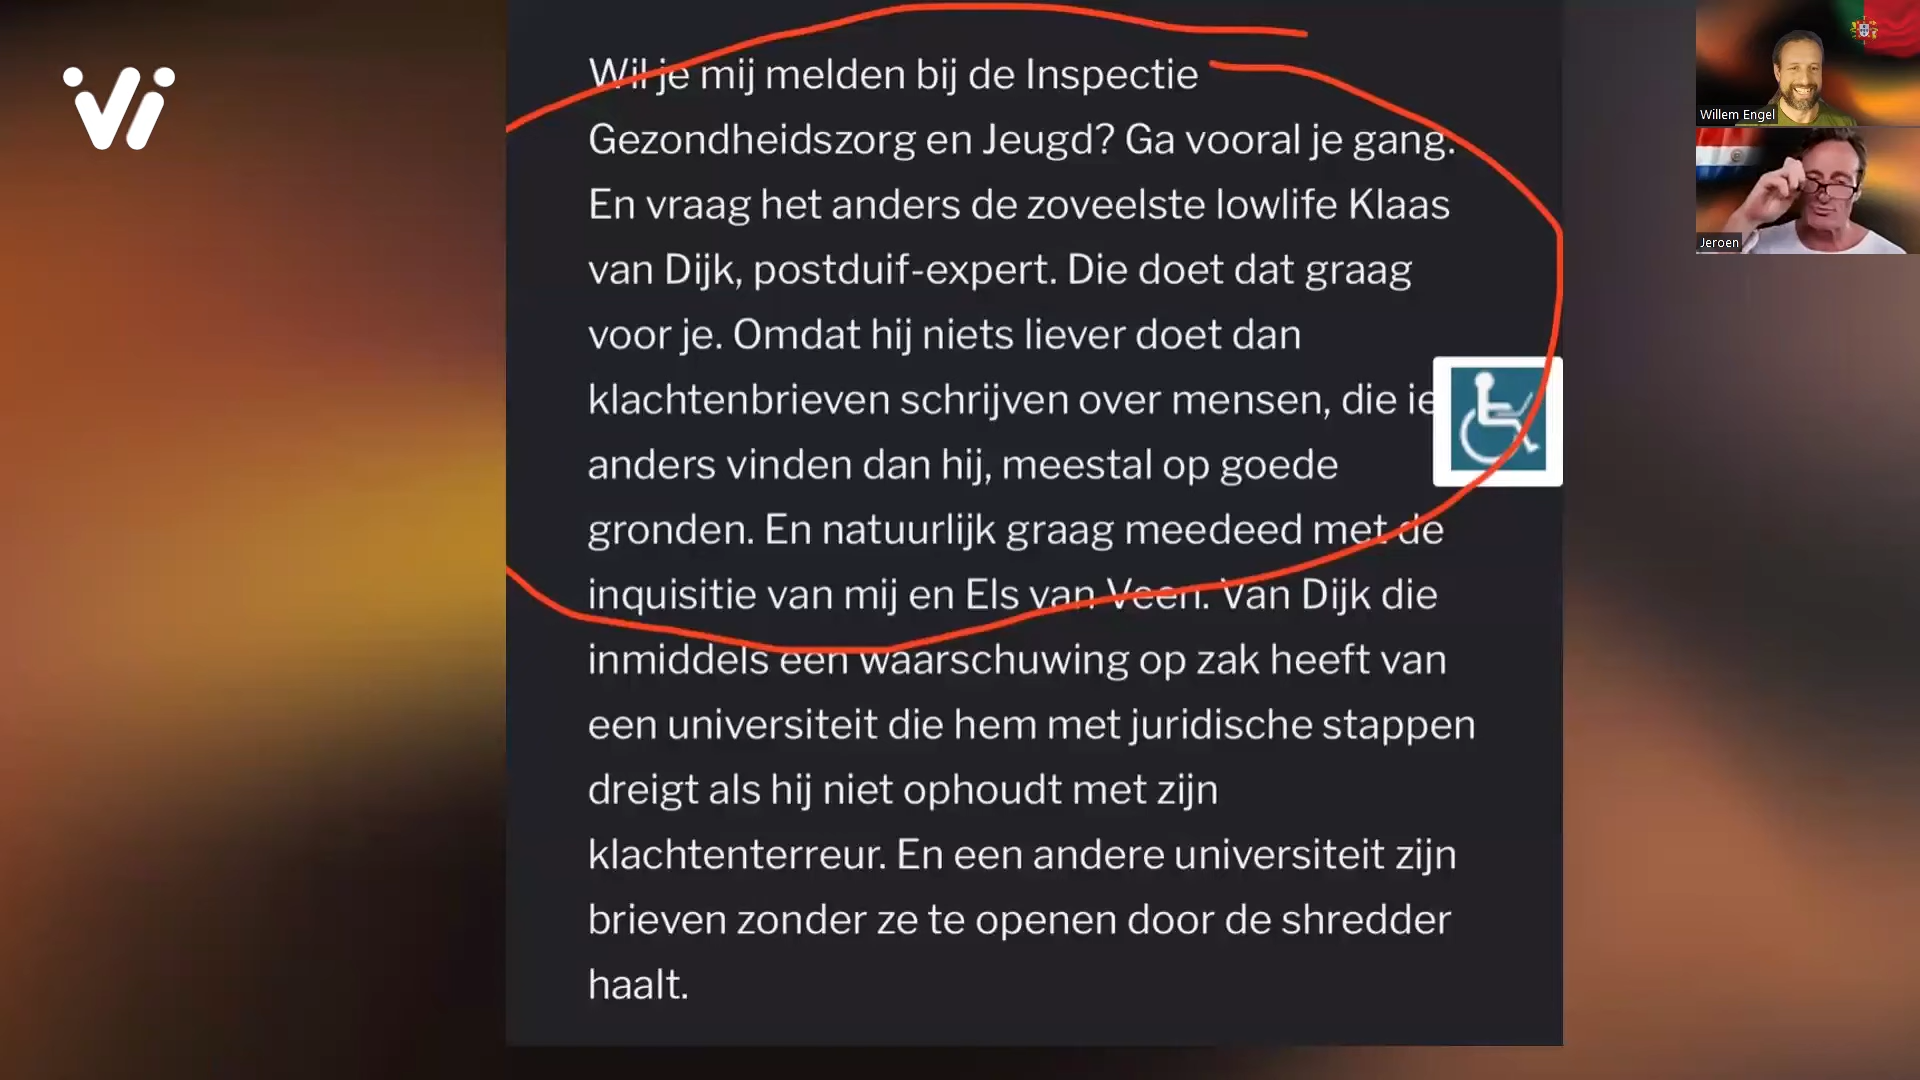 Wil je mij melden bij de Inspectie
Gezondheidszorg en Jeugd? Ga vooral je gang.
En vraag het anders de zoveelste lowlife Klaas
van Dijk, postduif-expert. Die doet dat graag
voor je. Omdat hij niets liever doet dan
klachtenbrieven schrijven over mensen, die ie
anders vinden dan hij, meestal op goede
gronden. En natuurlijk graag meedeed met de
inquisitie van mij en Els van Veen. Van Dijk die
inmiddels een waarschuwing op zak heeft van
een universiteit die hem met juridische stappen
dreigt als hij niet ophoudt met zijn
klachtenterreur. En een andere universiteit zijn
brieven zonder ze te openen door de shredder
haalt.
Willem Engel
Jeroen